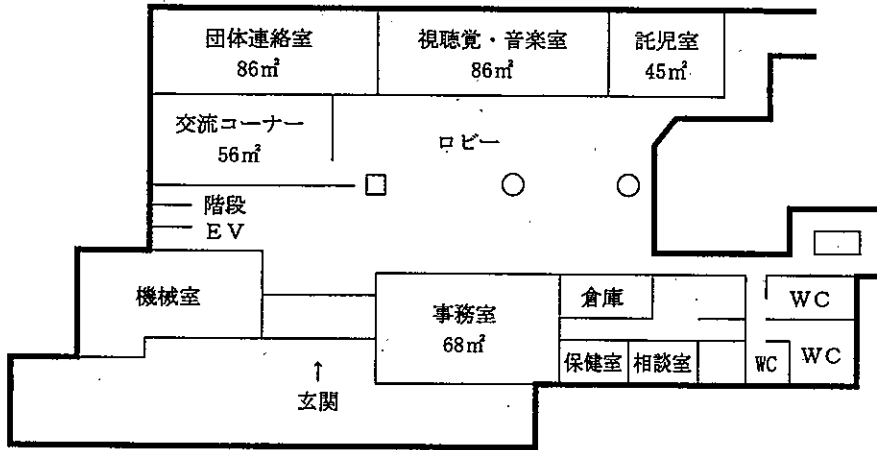 団体連絡室
86㎡
視聴覚・音楽室
86㎡
託児室
45㎡
交流コーナー
56㎡
ロビー
階段
EV
機械室
事務室
68㎡
倉庫
WC
保健室
相談室
WC
WC
↑
玄関